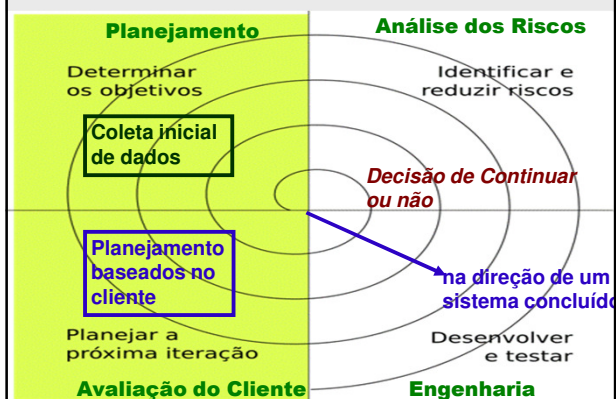 Planejamento
Análise dos Riscos
Determinar
os objetivos
Identificar e
reduzir riscos
Coleta inicial
de dados
Decisão de Continuar
ou não
Planejamento
baseados no
cliente
na direção de um
sistema concluído
Planejar a
próxima iteração
Desenvolver
e testar
Avaliação do Cliente
Engenharia